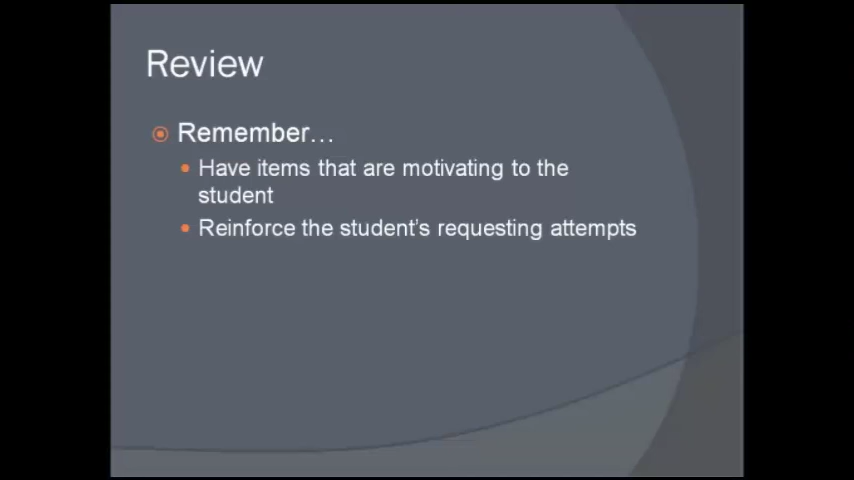 Review
Remember…
Have items that are motivating to the
student
Reinforce the student's requesting attempts